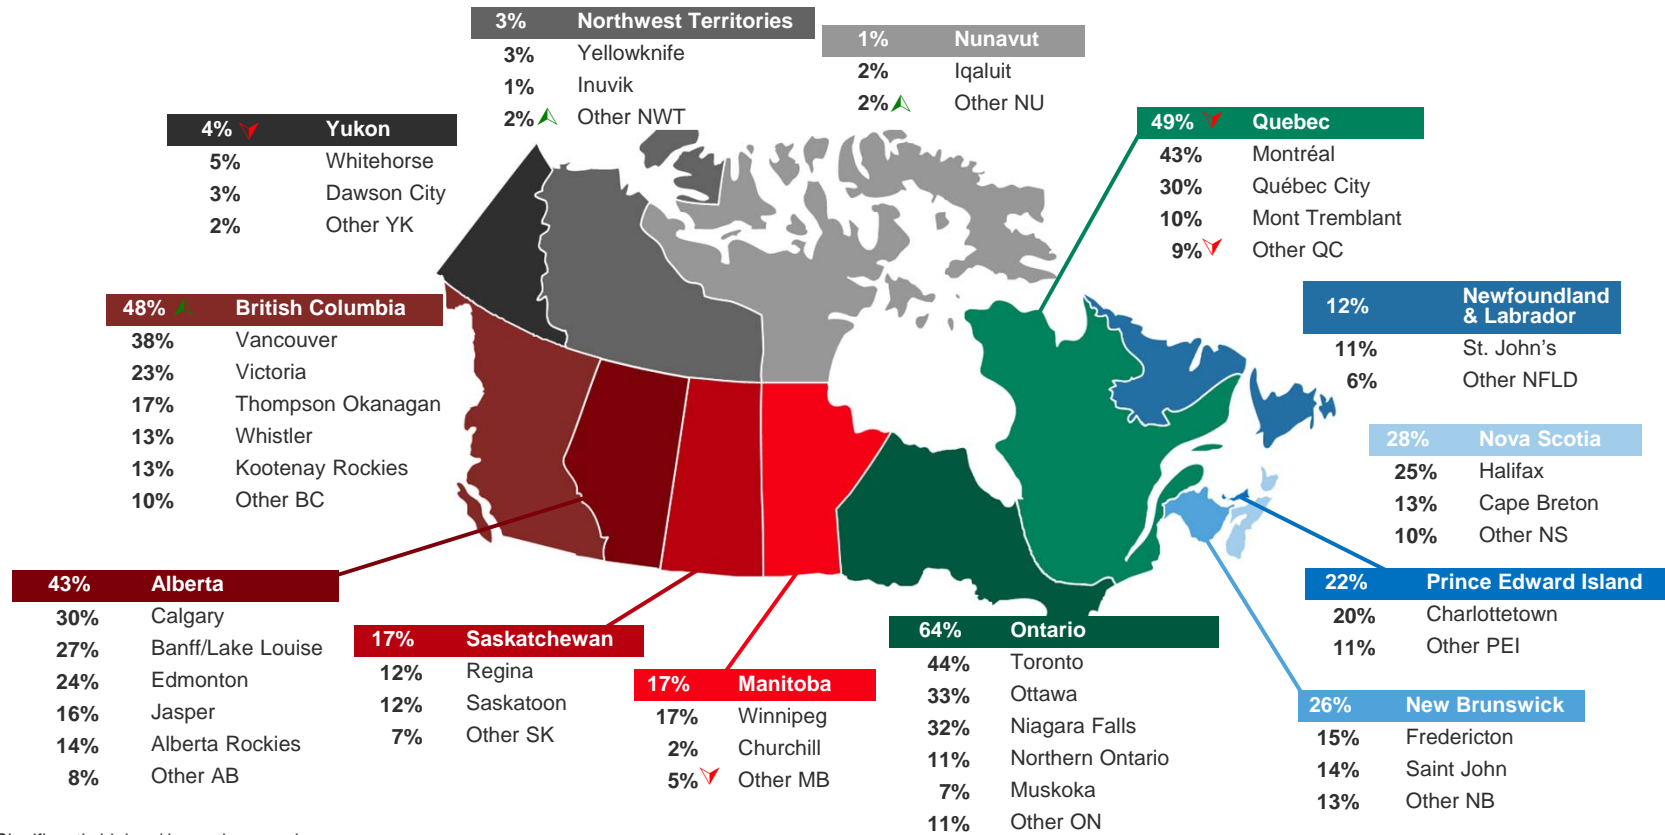 3% Northwest Territories
3% Yellowknife
1% Inuvik
2% Other NWT
1% Nunavut
2% Iqaluit
2% Other NU
4% Yukon
5% Whitehorse
3% Dawson City
2% Other YK
49% Quebec
43% Montréal
30% Québec City
10% Mont Tremblant
9% Other QC
48% British Columbia
38% Vancouver
23% Victoria
17% Thompson Okanagan
13% Whistler
13% Kootenay Rockies
10% Other BC
12% Newfoundland
& Labrador
11% St. John's
6% Other NFLD
28% Nova Scotia
25% Halifax
13% Cape Breton
10% Other NS
43% Alberta
30% Calgary
27% Banff/Lake Louise
24% Edmonton
16% Jasper
14% Alberta Rockies
8% Other AB
17% Saskatchewan
12% Regina
12% Saskatoon
7% Other SK
17% Manitoba
17% Winnipeg
2% Churchill
5% Other MB
64% Ontario
44% Toronto
33% Ottawa
32% Niagara Falls
11% Northern Ontario
7% Muskoka
11% Other ON
22% Prince Edward Island
20% Charlottetown
11% Other PEI
26% New Brunswick
15% Fredericton
14% Saint John
13% Other NB